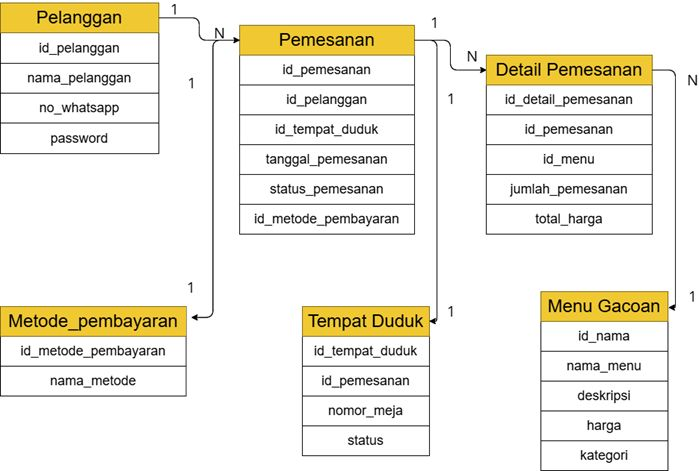 Pelanggan
id_pelanggan
nama_pelanggan
no_whatsapp
password
1
N
1
Pemesanan
id_pemesanan
id_pelanggan
id_tempat_duduk
tanggal_pemesanan
status_pemesanan
id_metode_pembayaran
1
N
1
Detail Pemesanan
id_detail_pemesanan
id_pemesanan
id_menu
jumlah_pemesanan
total_harga
N
1
Metode_pembayaran
id_metode_pembayaran
nama_metode
Tempat Duduk
id_tempat_duduk
id_pemesanan
nomor_meja
status
1
1
Menu Gacoan
id_nama
nama_menu
deskripsi
harga
kategori